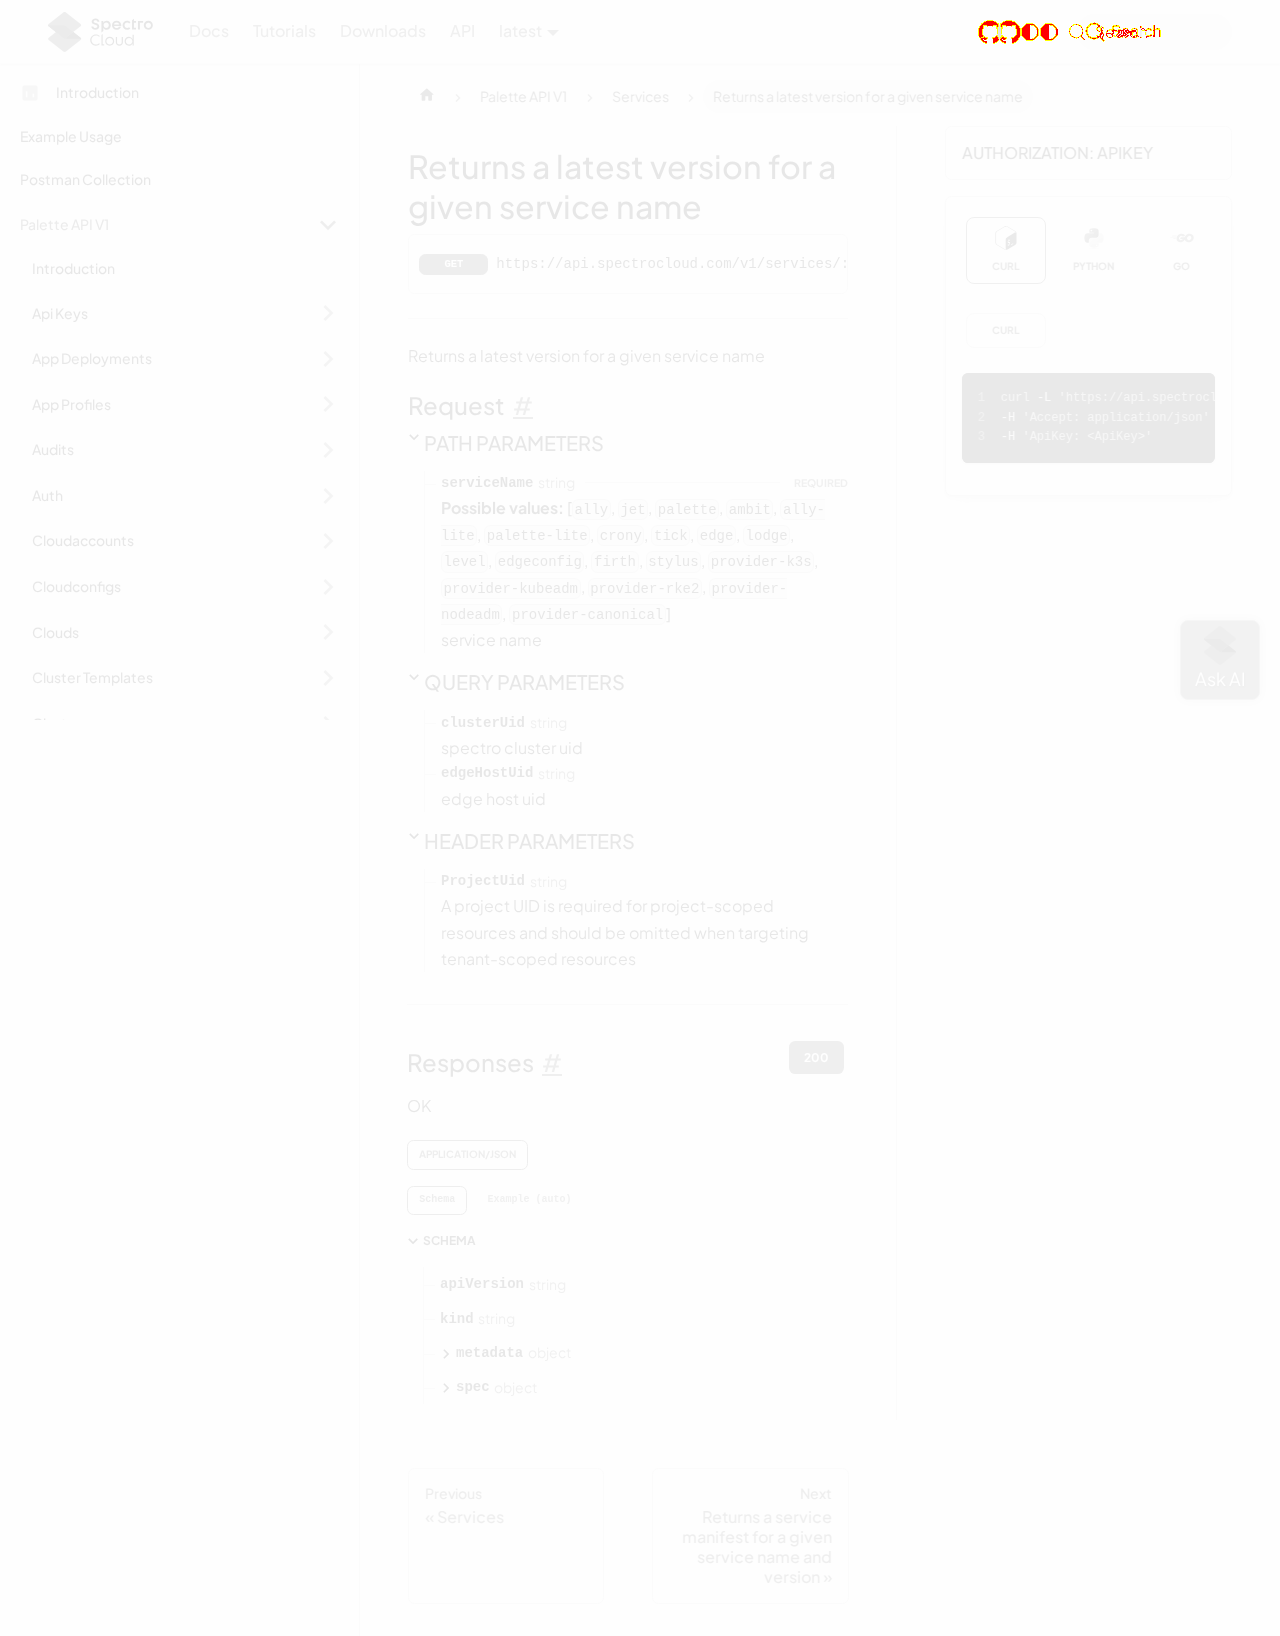 Spectro
Cloud
Docs
Tutorials
Downloads
API
latest
Introduction
Example Usage
Postman Collection
Palette API V1
Introduction
Api Keys
App Deployments
App Profiles
Audits
Auth
Cloudaccounts
Cloudconfigs
Clouds
Cluster Templates
Palette API V1
Services
Returns a latest version for a given service name
Returns a latest version for a
given service name
GET
https://api.spectrocloud.com/v1/services/:
Returns a latest version for a given service name
Request #
PATH PARAMETERS
serviceName string
REQUIRED
Possible values: [ally, jet, palette, ambit, ally-
lite, palette-lite, crony, tick, edge, lodge,
level, edgeconfig, firth, stylus, provider-k3s,
provider-kubeadm, provider-rke2, provider-
nodeadm, provider-canonical]
service name
QUERY PARAMETERS
clusterUid string
spectro cluster uid
edgeHostUid string
edge host uid
HEADER PARAMETERS
ProjectUid string
A project UID is required for project-scoped
resources and should be omitted when targeting
tenant-scoped resources
Responses #
200
OK
APPLICATION/JSON
Schema
Example (auto)
SCHEMA
apiVersion string
kind string
metadata object
spec object
Previous
« Services
Next
Returns a service
manifest for a given
service name and
version »
AUTHORIZATION: APIKEY
CURL
PYTHON
GO
GO
CURL
1 curl -L 'https://api.spectrocl
2 -H 'Accept: application/json'
3 -H 'ApiKey: <ApiKey>'
Ask AI